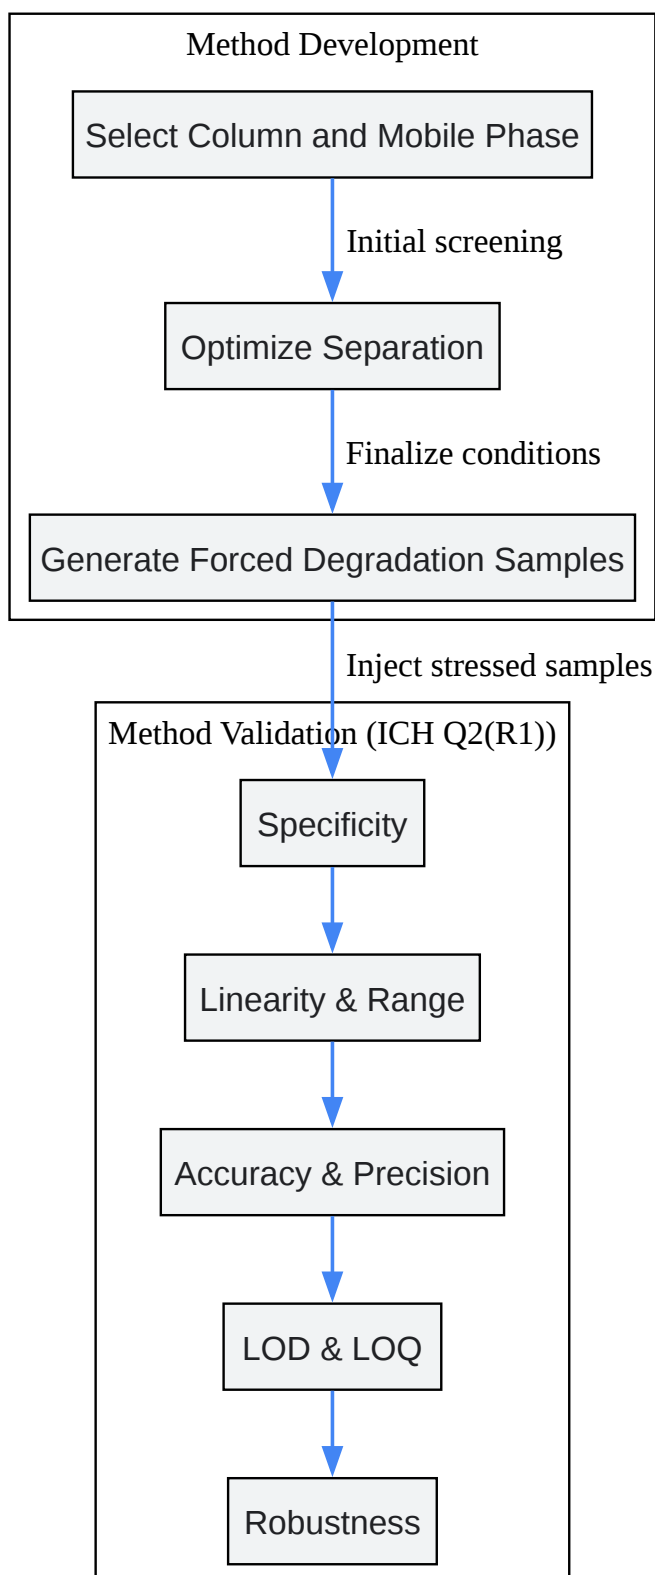 Method Development
Select Column and Mobile Phase
Initial screening
Optimize Separation
Finalize conditions
Generate Forced Degradation Samples
Inject stressed samples
Method Validation (ICH Q2(R1))
Specificity
Linearity & Range
Accuracy & Precision
LOD & LOQ
Robustness